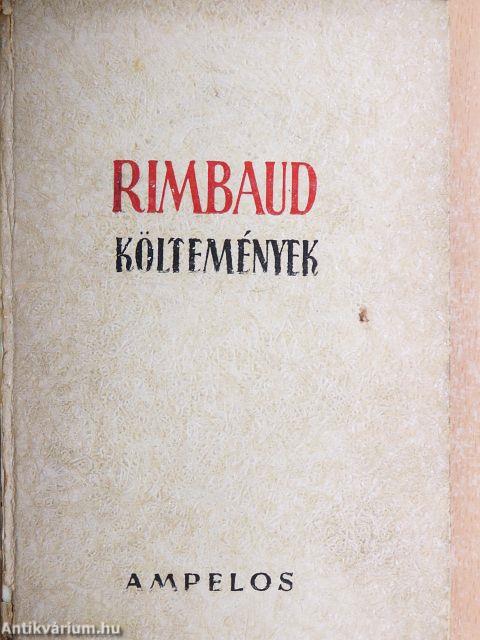 RIMBAUD
KÖLTEMÉNYEK
AMPELOS
Antikvárium.hu